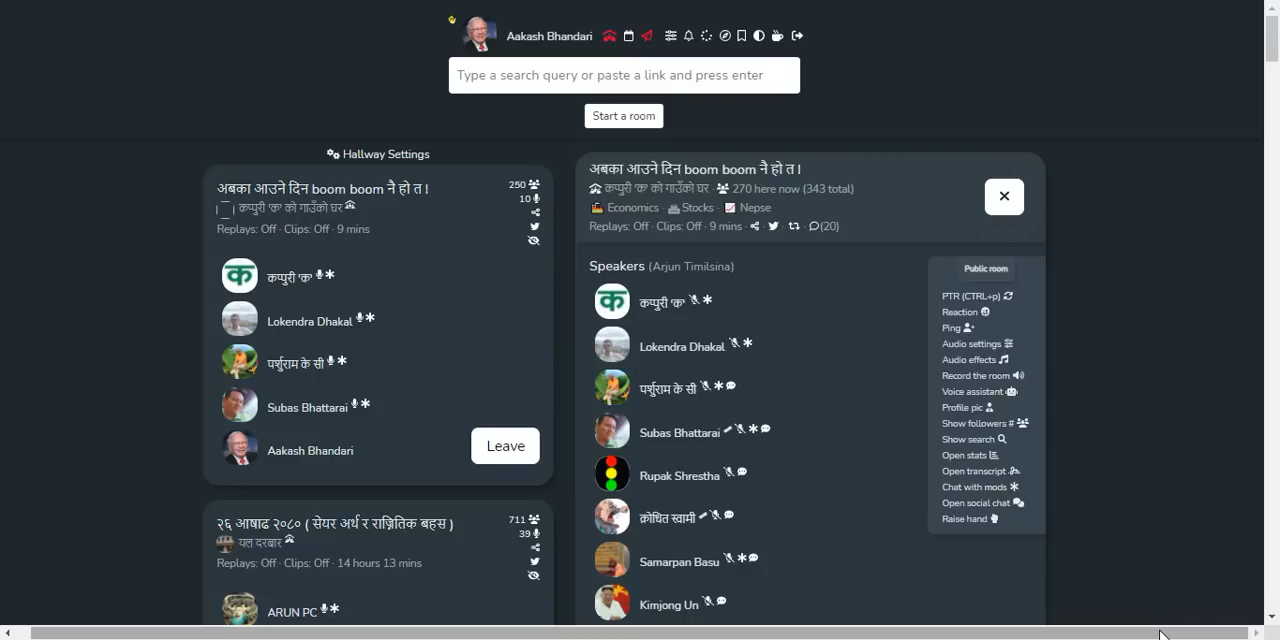 Aakash Bhandari
Type a search query or paste a link and press enter
Start a room
Hallway Settings
अबका आउने दिन boom boom नै हो त !
कप्पुरी 'क' को गाउँको घर
Replays: Off · Clips: Off · 9 mins
250
10
क
कप्पुरी 'क'
Lokendra Dhakal
पर्शुराम के सी
Subas Bhattarai
Aakash Bhandari
Leave
२६ आषाढ २०८० ( सेयर अर्थ र राज्नितिक बहस )
यल दरबार
Replays: Off · Clips: Off · 14 hours 13 mins
711
39
ARUN PC
अबका आउने दिन boom boom नै हो त !
कप्पुरी 'क' को गाउँको घर · 270 here now (343 total)
Economics · Stocks · Nepse
Replays: Off · Clips: Off · 9 mins · (20)
Speakers (Arjun Timilsina)
क
कप्पुरी 'क'
Lokendra Dhakal
पर्शुराम के सी
Subas Bhattarai
Rupak Shrestha
क्रोधित स्वामी
Samarpan Basu
Kimjong Un
Public room
PTR (CTRL+p)
Reaction
Ping
Audio settings
Audio effects
Record the room
Voice assistant
Profile pic
Show followers #
Show search
Open stats
Open transcript
Chat with mods
Open social chat
Raise hand